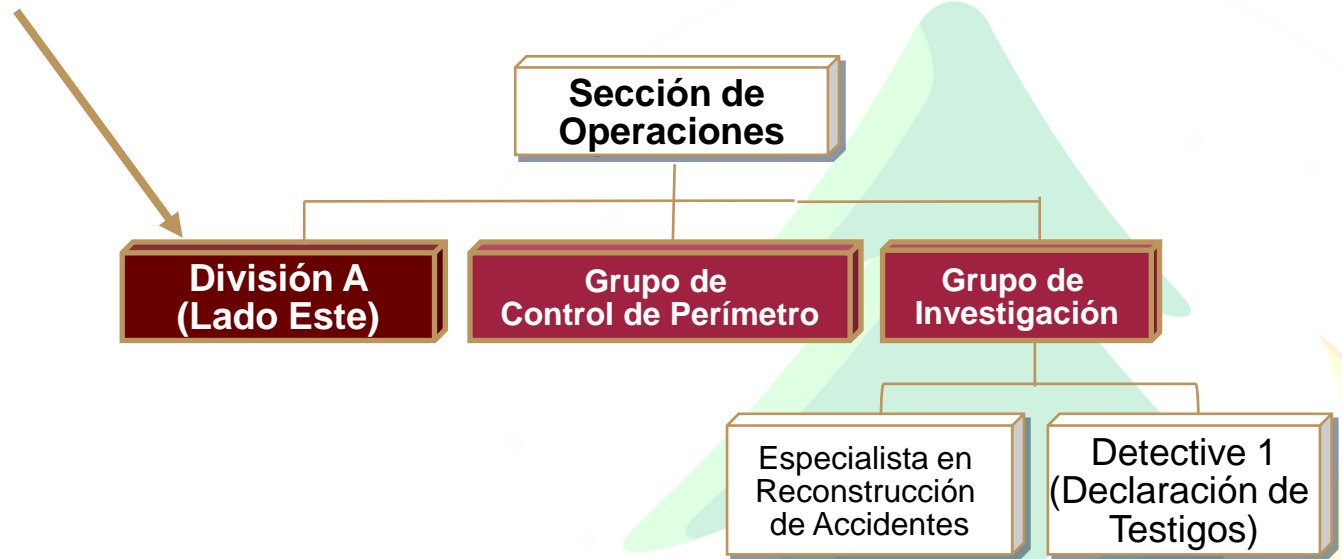 Sección de
Operaciones
División A
(Lado Este)
Grupo de
Control de Perímetro
Grupo de
Investigación
Especialista en
Reconstrucción
de Accidentes
Detective 1
(Declaración de
Testigos)